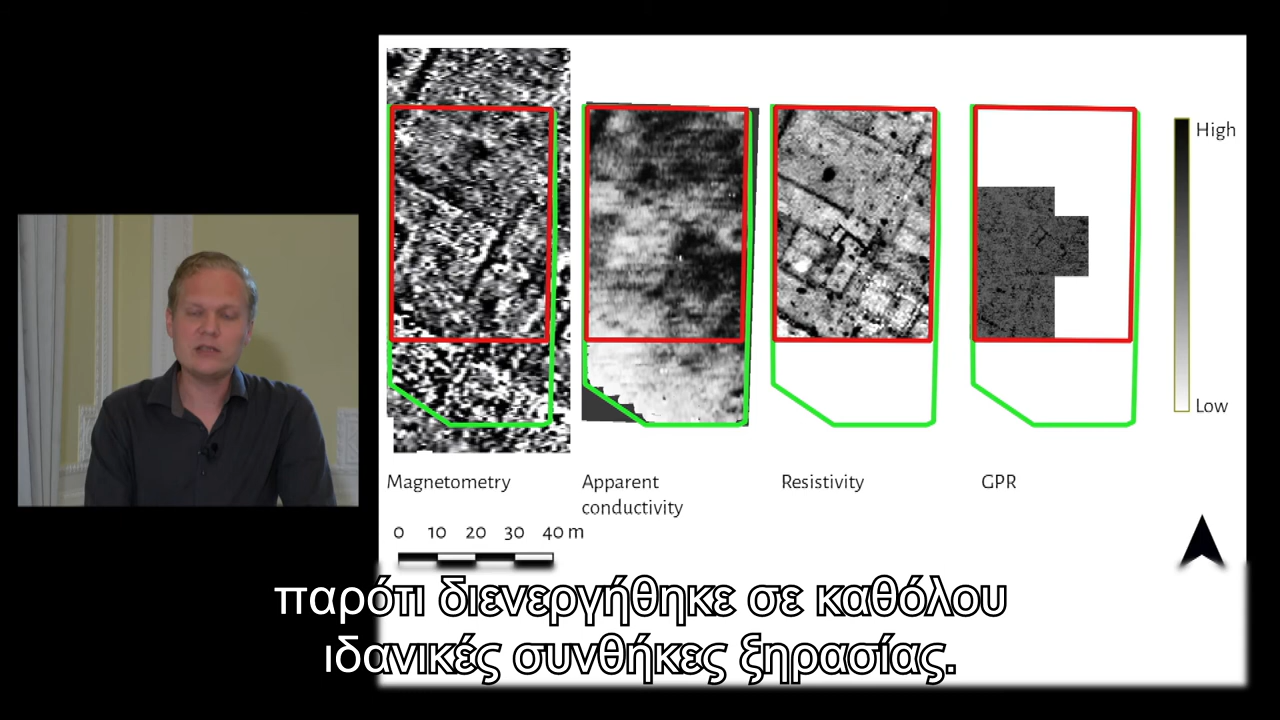 High
Low
Magnetometry
Apparent
conductivity
Resistivity
GPR
0 10 20 30 40 m
παρότι διενεργήθηκε σε καθόλου
ιδανικές συνθήκες ξηρασίας.